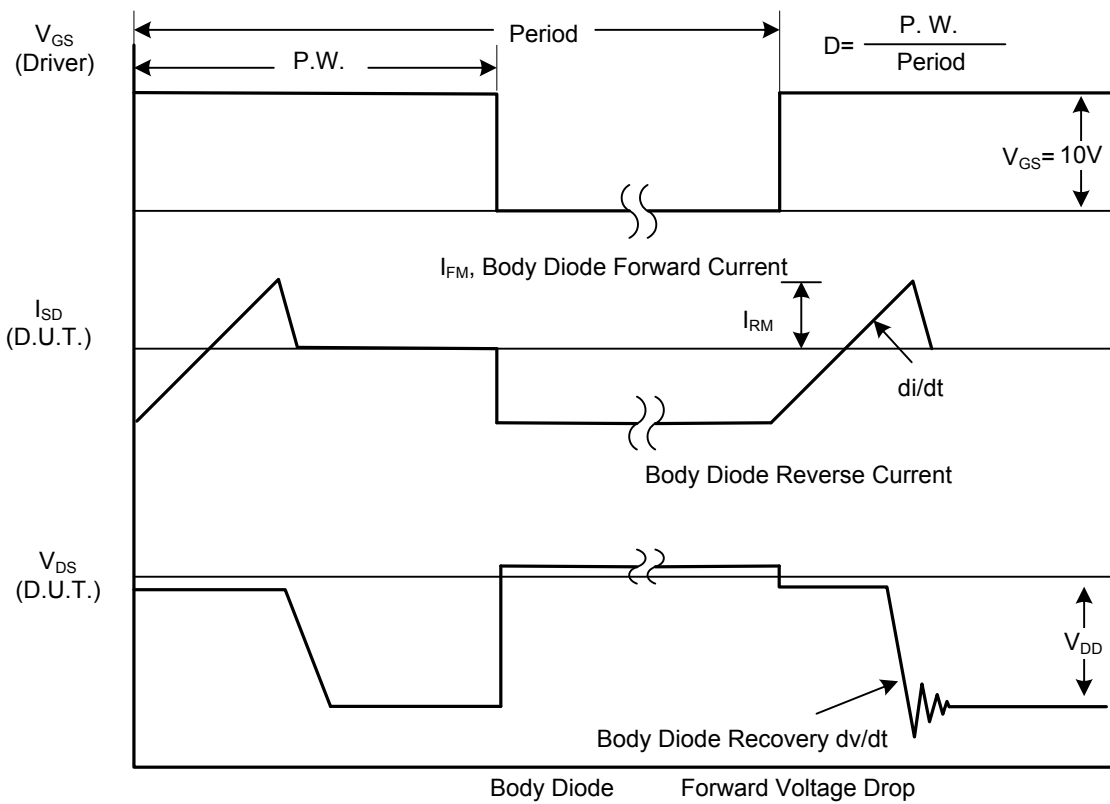 V_GS
(Driver)
Period
P.W.
D= P. W.
Period
V_GS= 10V
I_FM, Body Diode Forward Current
I_SD
(D.U.T.)
I_RM
di/dt
Body Diode Reverse Current
V_DS
(D.U.T.)
V_DD
Body Diode Recovery dv/dt
Body Diode Forward Voltage Drop